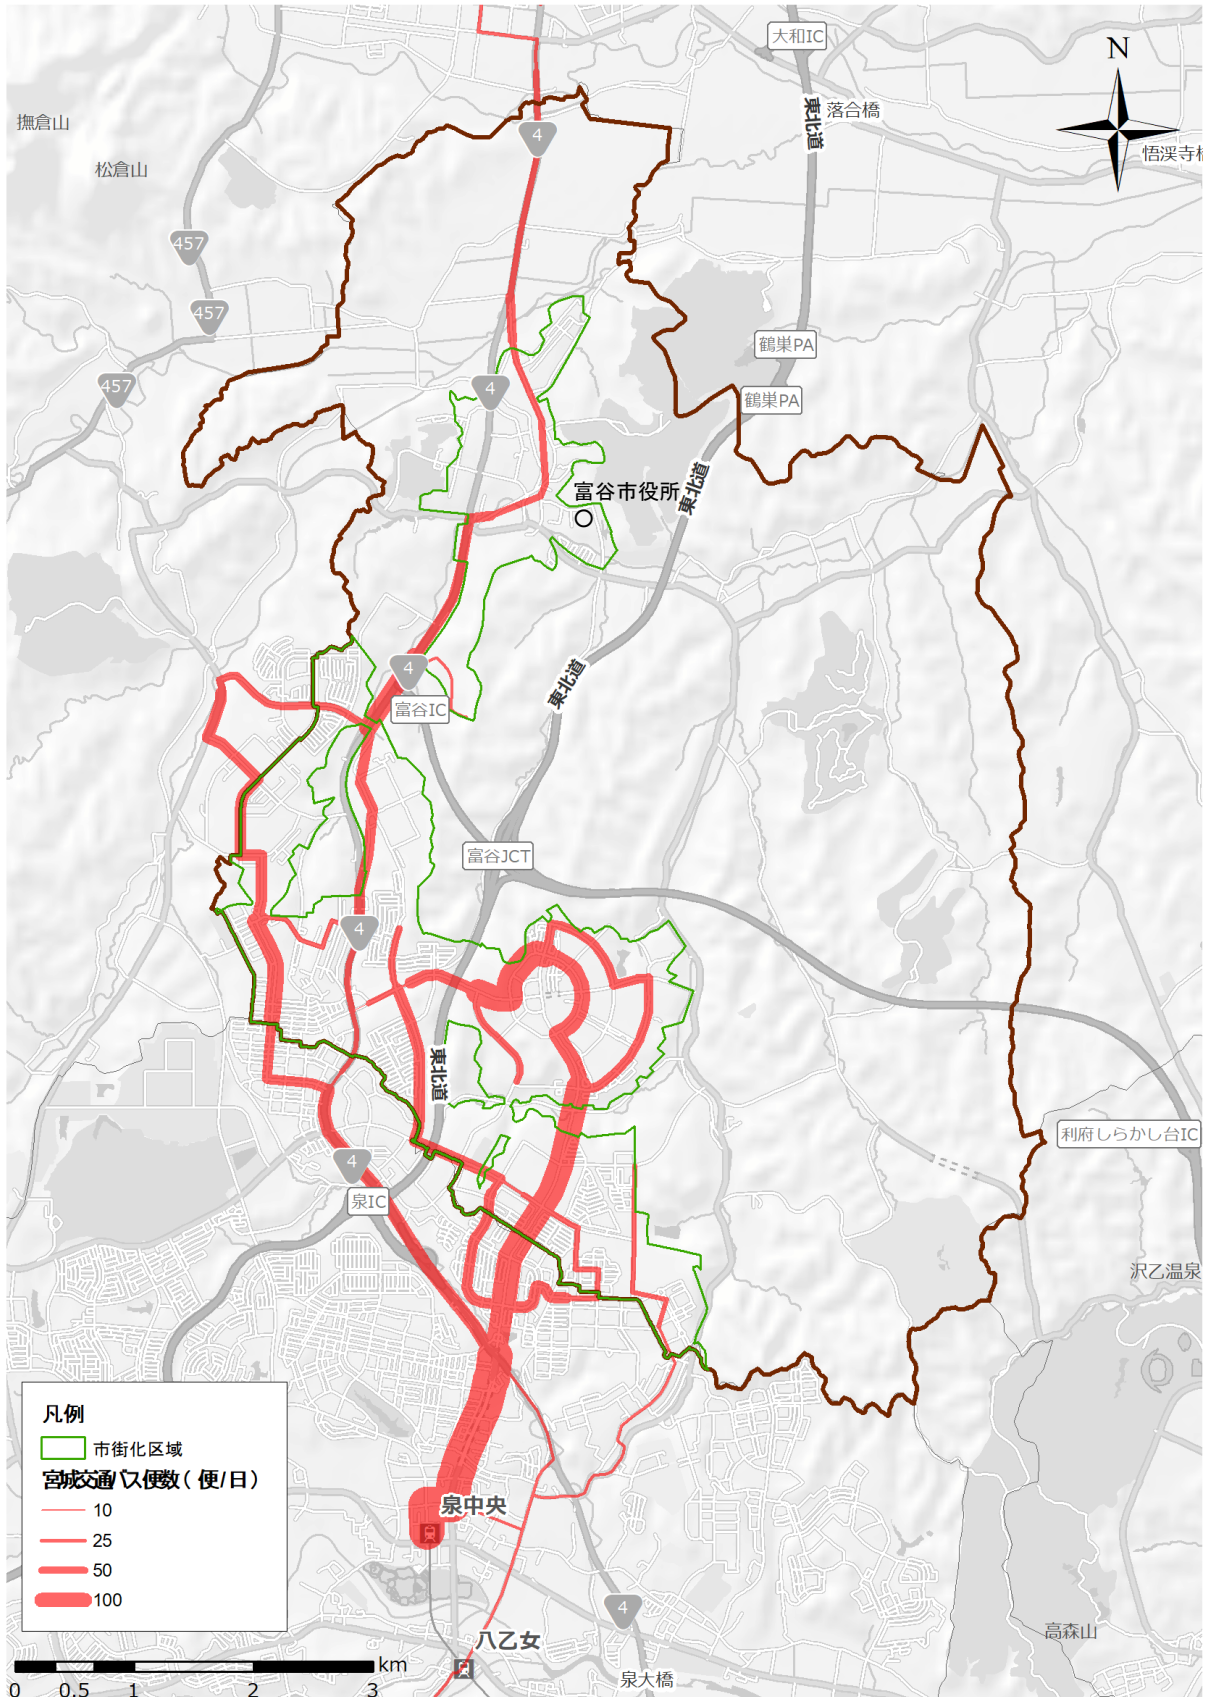 大和IC
N
東北道
落合橋
撫倉山
4
悟渓寺
松倉山
457
457
鶴巣PA
457
4
鶴巣PA
東北道
富谷市役所
4
東北道
富谷IC
富谷JCT
4
東北道
利府しらかし台IC
4
泉IC
沢乙温泉
凡例
市街化区域
宮城交通バス便数(便/日)
10
25
50
100
泉中央
4
高森山
八乙女
泉大橋
km
0 0.5 1 2 3